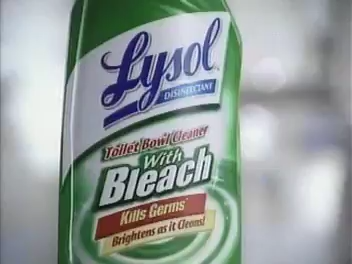 Lysol
DISINFECTANT
Toilet Bowl Cleaner
With
Bleach
Kills Germs*
Brightens as it Cleans!